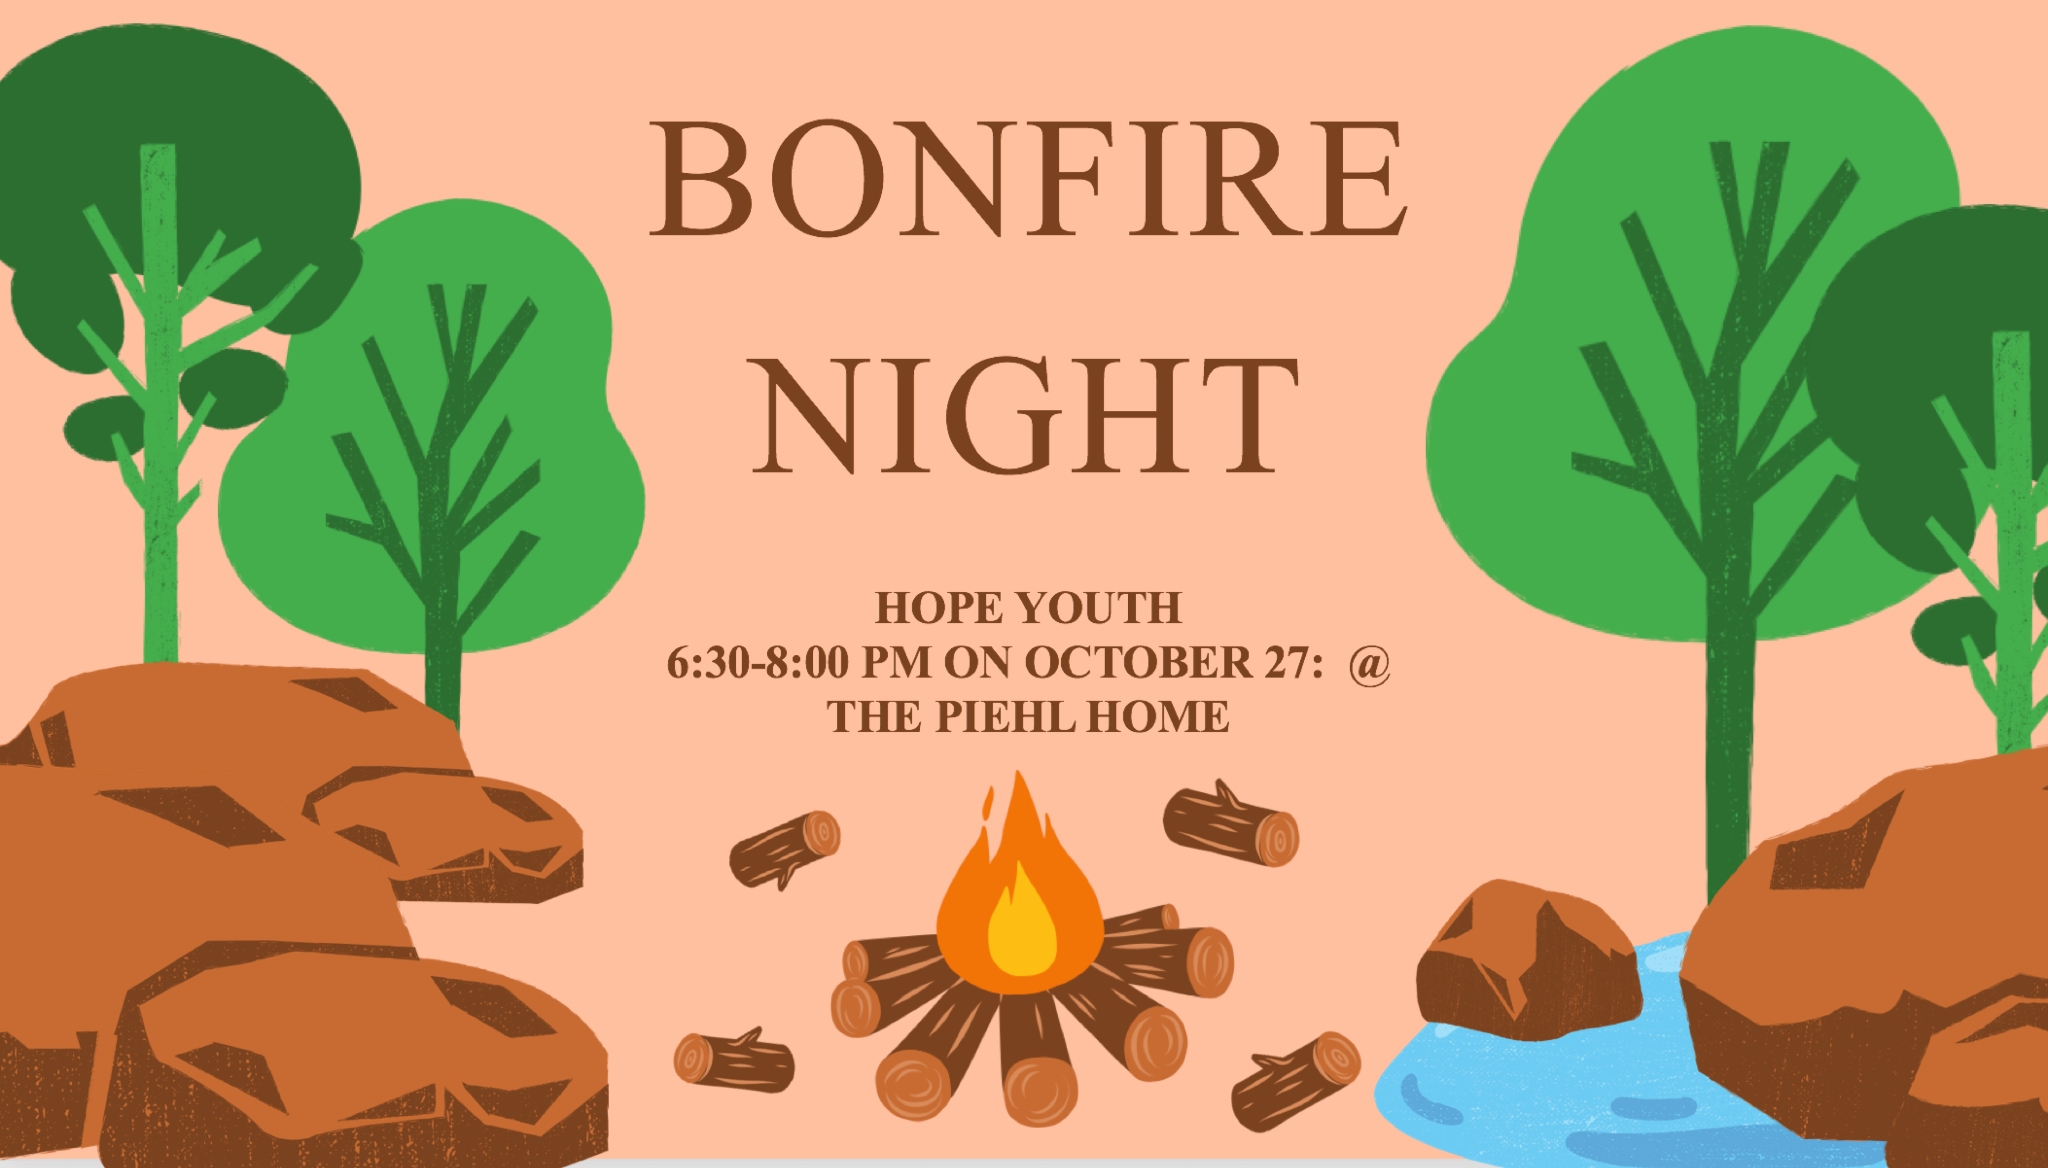 BONFIRE
NIGHT
HOPE YOUTH
6:30-8:00 PM ON OCTOBER 27:  @
THE PIEHL HOME